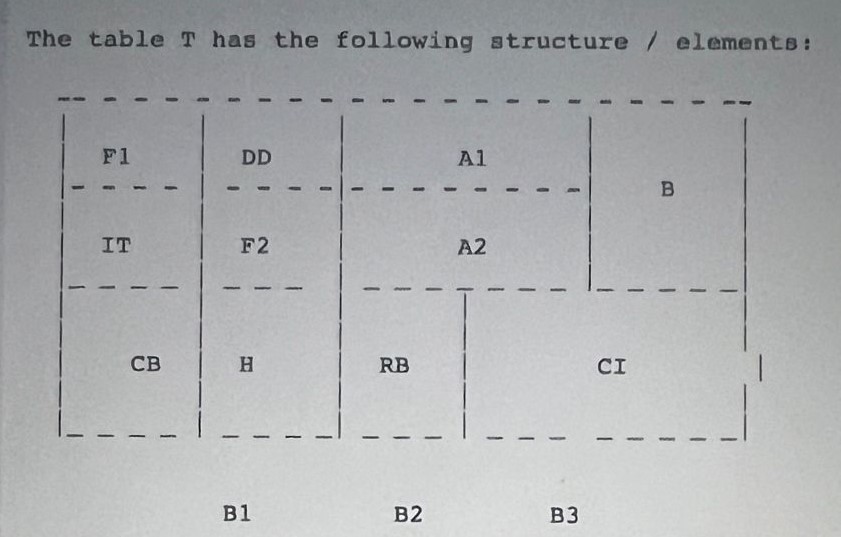 The table T has the following structure / elements:
F1 DD A1
B
IT F2 A2
CB H RB CI
B1 B2 B3